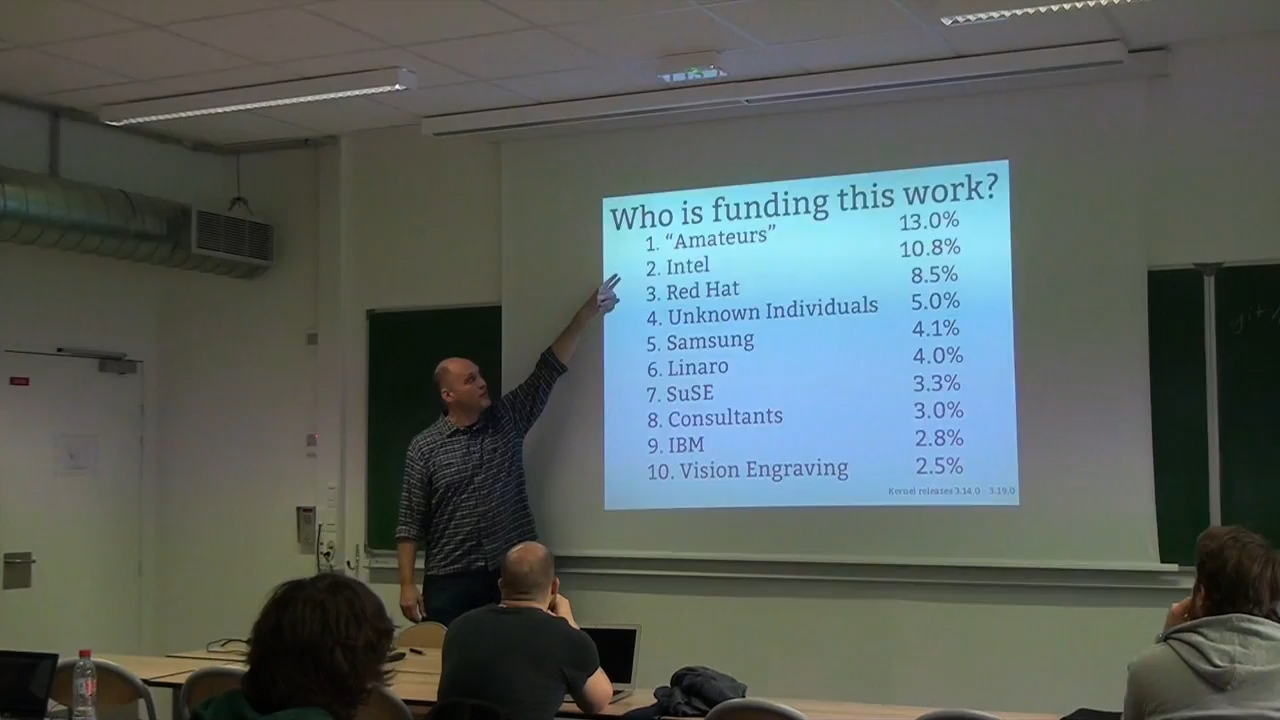 Who is funding this work?
1. “Amateurs” 13.0%
2. Intel 10.8%
3. Red Hat 8.5%
4. Unknown Individuals 5.0%
5. Samsung 4.1%
6. Linaro 4.0%
7. SuSE 3.3%
8. Consultants 3.0%
9. IBM 2.8%
10. Vision Engraving 2.5%
Kernel releases 3.14.0 - 3.19.0
git